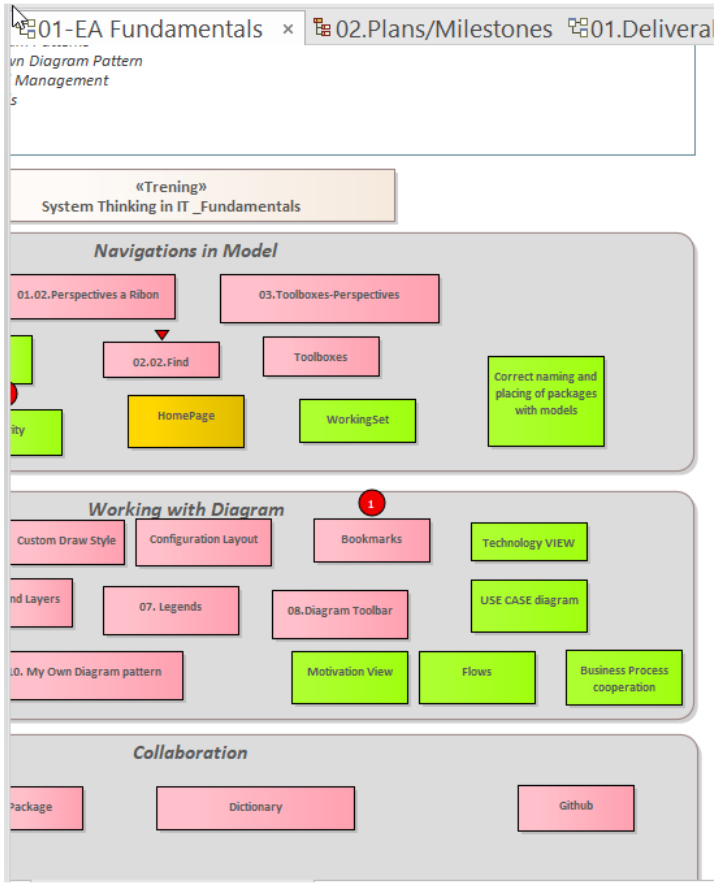 01-EA Fundamentals × 02.Plans/Milestones 01.Delivera
wn Diagram Pattern
Management
s
«Trening»
System Thinking in IT _Fundamentals
Navigations in Model
01.02.Perspectives a Ribon
03.Toolboxes-Perspectives
02.02.Find
Toolboxes
Correct naming and
placing of packages
with models
HomePage
WorkingSet
ity
Working with Diagram
1
Custom Draw Style
Configuration Layout
Bookmarks
Technology VIEW
nd Layers
07. Legends
08.Diagram Toolbar
USE CASE diagram
10. My Own Diagram pattern
Motivation View
Flows
Business Process
cooperation
Collaboration
Package
Dictionary
Github